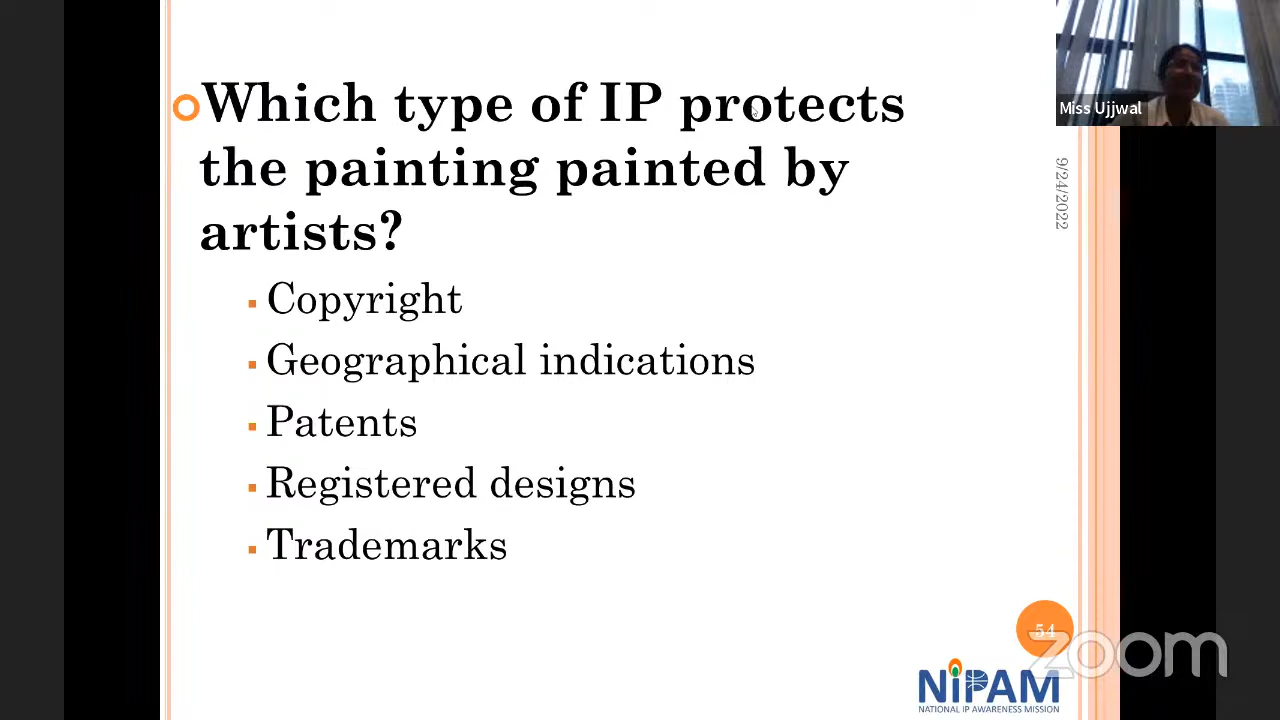 Which type of IP protects
the painting painted by
artists?
Copyright
Geographical indications
Patents
Registered designs
Trademarks
Miss Ujjwal
9/24/2022
54
zoom
NiPAM
NATIONAL IP AWARENESS MISSION